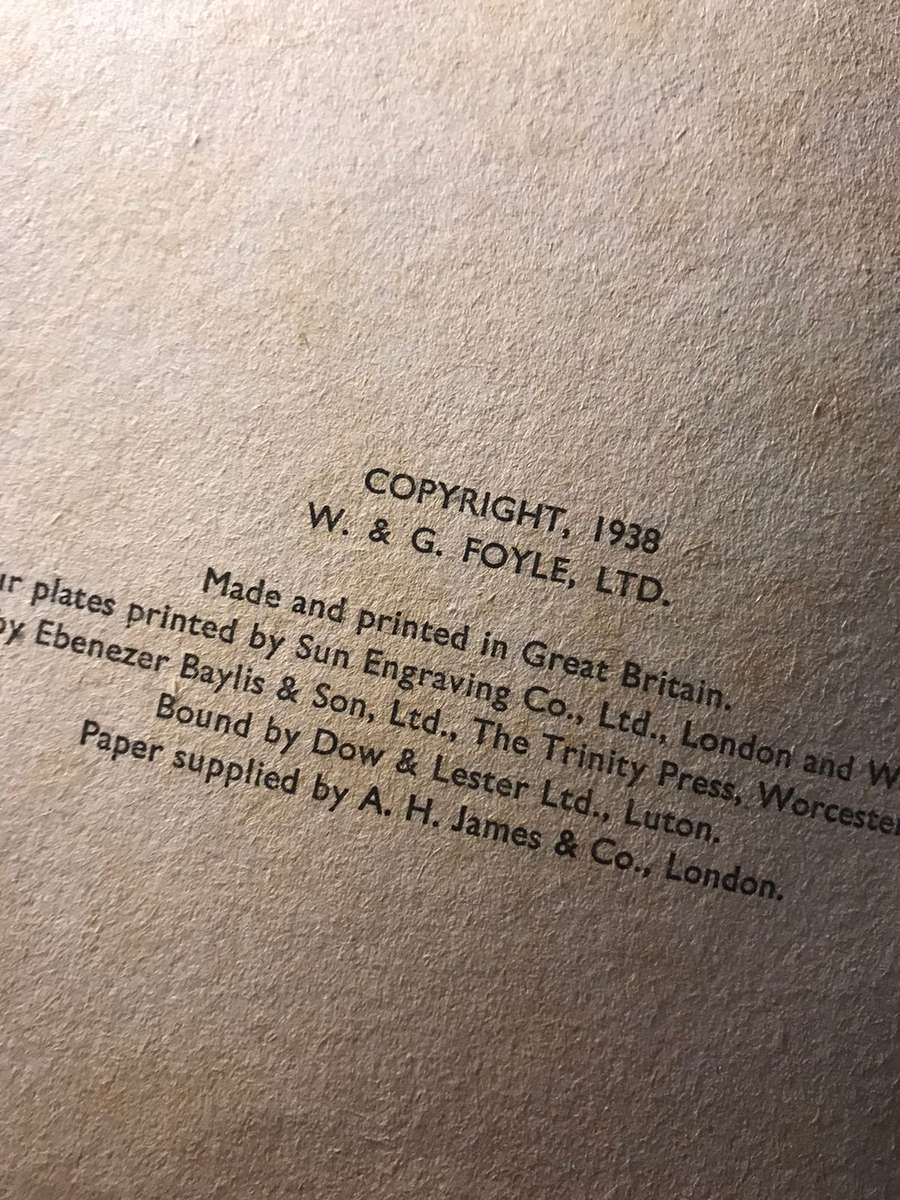 COPYRIGHT, 1938
W. & G. FOYLE, LTD.
Made and printed in Great Britain.
plates printed by Sun Engraving Co., Ltd., London and
by Ebenezer Baylis & Son, Ltd., The Trinity Press, Worcester
Bound by Dow & Lester Ltd., Luton.
Paper supplied by A. H. James & Co., London.